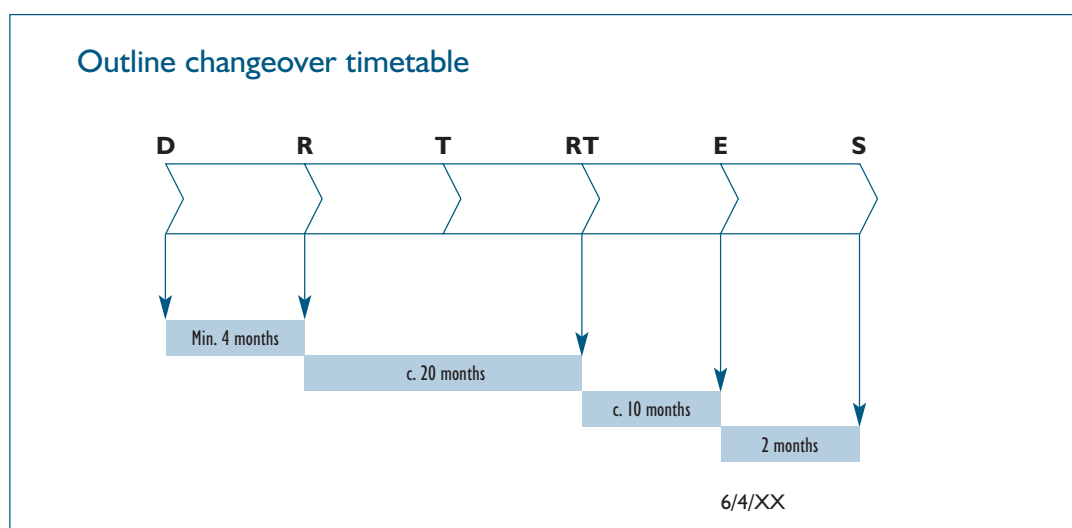 Outline changeover timetable
D R T RT E S
Min. 4 months
c. 20 months
c. 10 months
2 months
6/4/XX